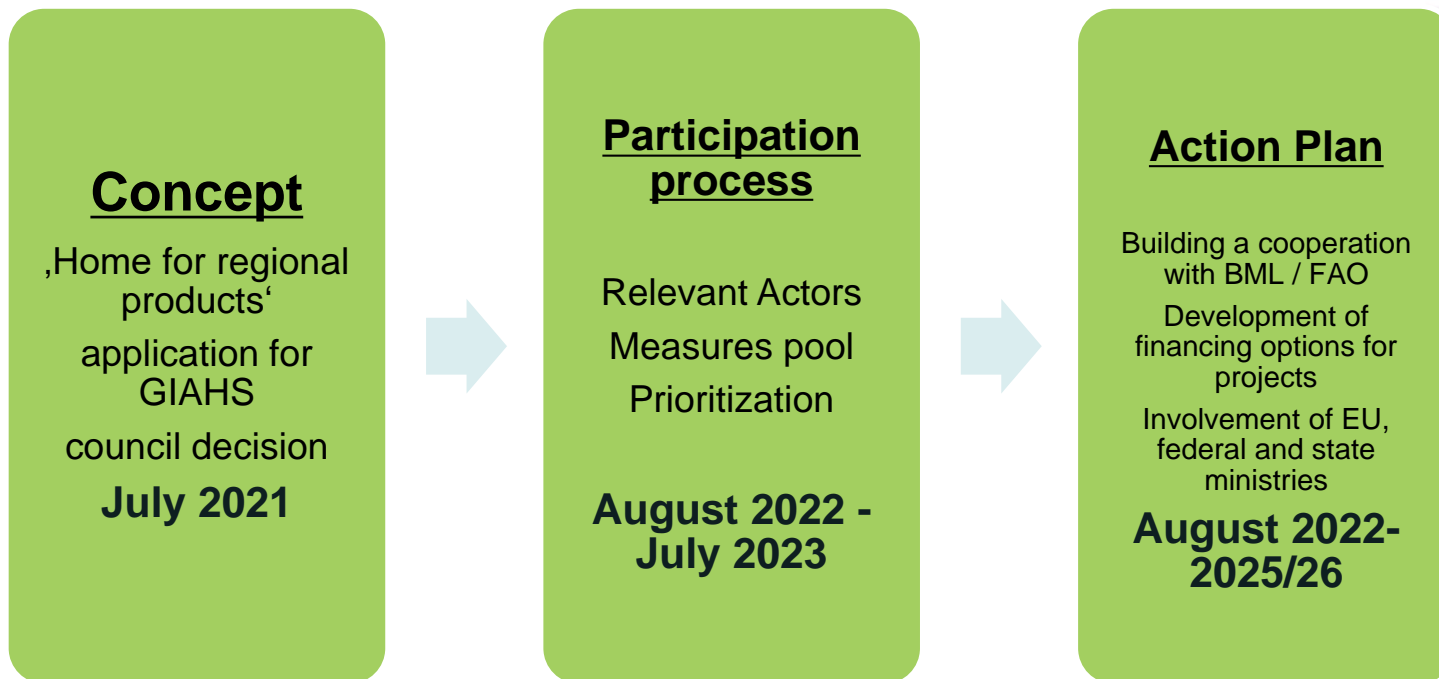 Concept
‚Home for regional
products‘
application for
GIAHS
council decision
July 2021
Participation
process
Relevant Actors
Measures pool
Prioritization
August 2022 -
July 2023
Action Plan
Building a cooperation
with BML / FAO
Development of
financing options for
projects
Involvement of EU,
federal and state
ministries
August 2022-
2025/26